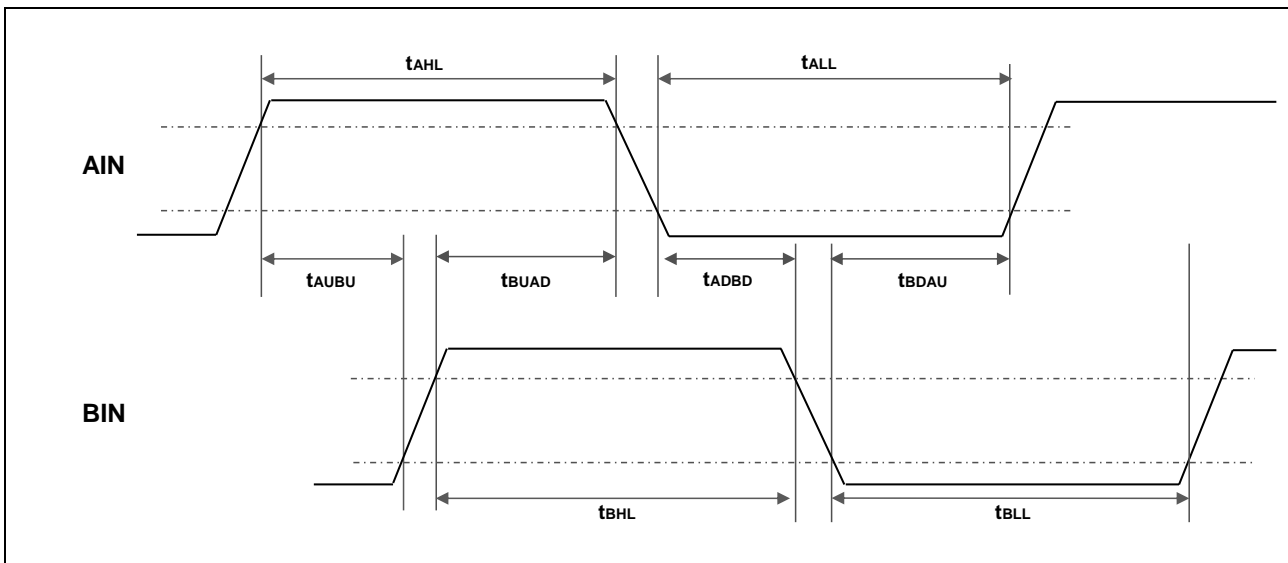 tAHL tALL
AIN
tAUBU tBUAD tADBD tBDAU
BIN
tBHL tBLL